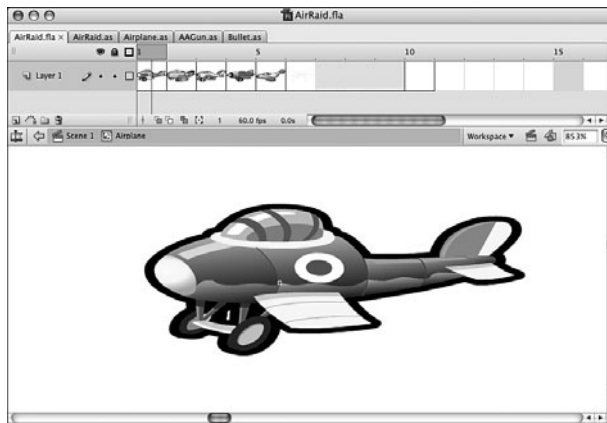 AirRaid.fla
AirRaid.fla × AirRaid.as Airplane.as AAGun.as Bullet.as
1 5 10 15
Layer 1
1 60.0 fps 0.0s
Scene 1 Airplane Workspace 853%